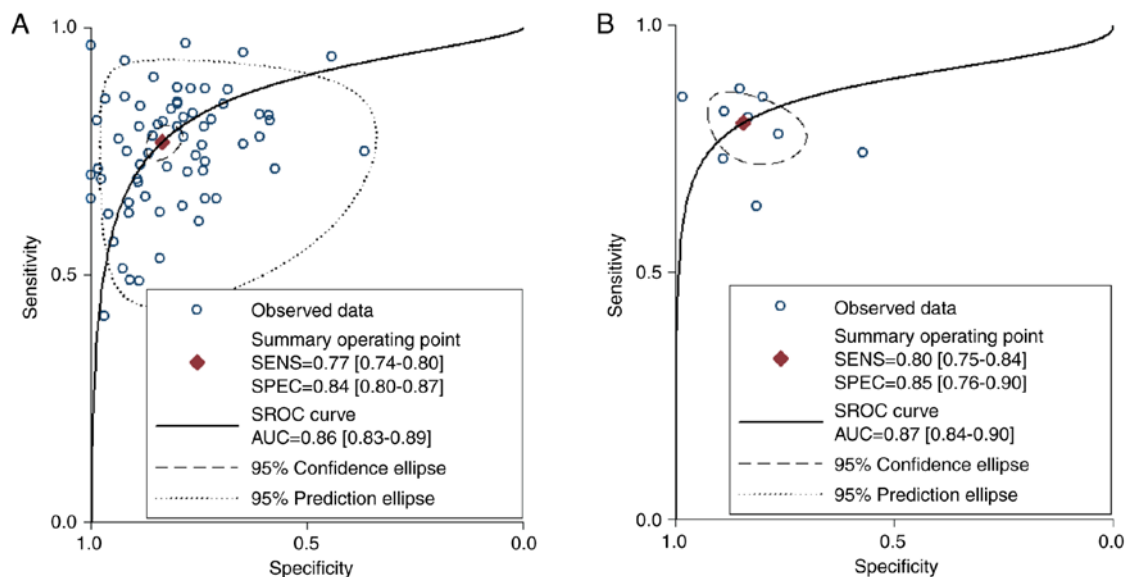 A
1.0
Sensitivity
0.5
Observed data
Summary operating point
SENS=0.77 [0.74-0.80]
SPEC=0.84 [0.80-0.87]
SROC curve
AUC=0.86 [0.83-0.89]
95% Confidence ellipse
95% Prediction ellipse
0.0
1.0
0.5
0.0
Specificity
B
1.0
Sensitivity
0.5
Observed data
Summary operating point
SENS=0.80 [0.75-0.84]
SPEC=0.85 [0.76-0.90]
SROC curve
AUC=0.87 [0.84-0.90]
95% Confidence ellipse
95% Prediction ellipse
0.0
1.0
0.5
0.0
Specificity